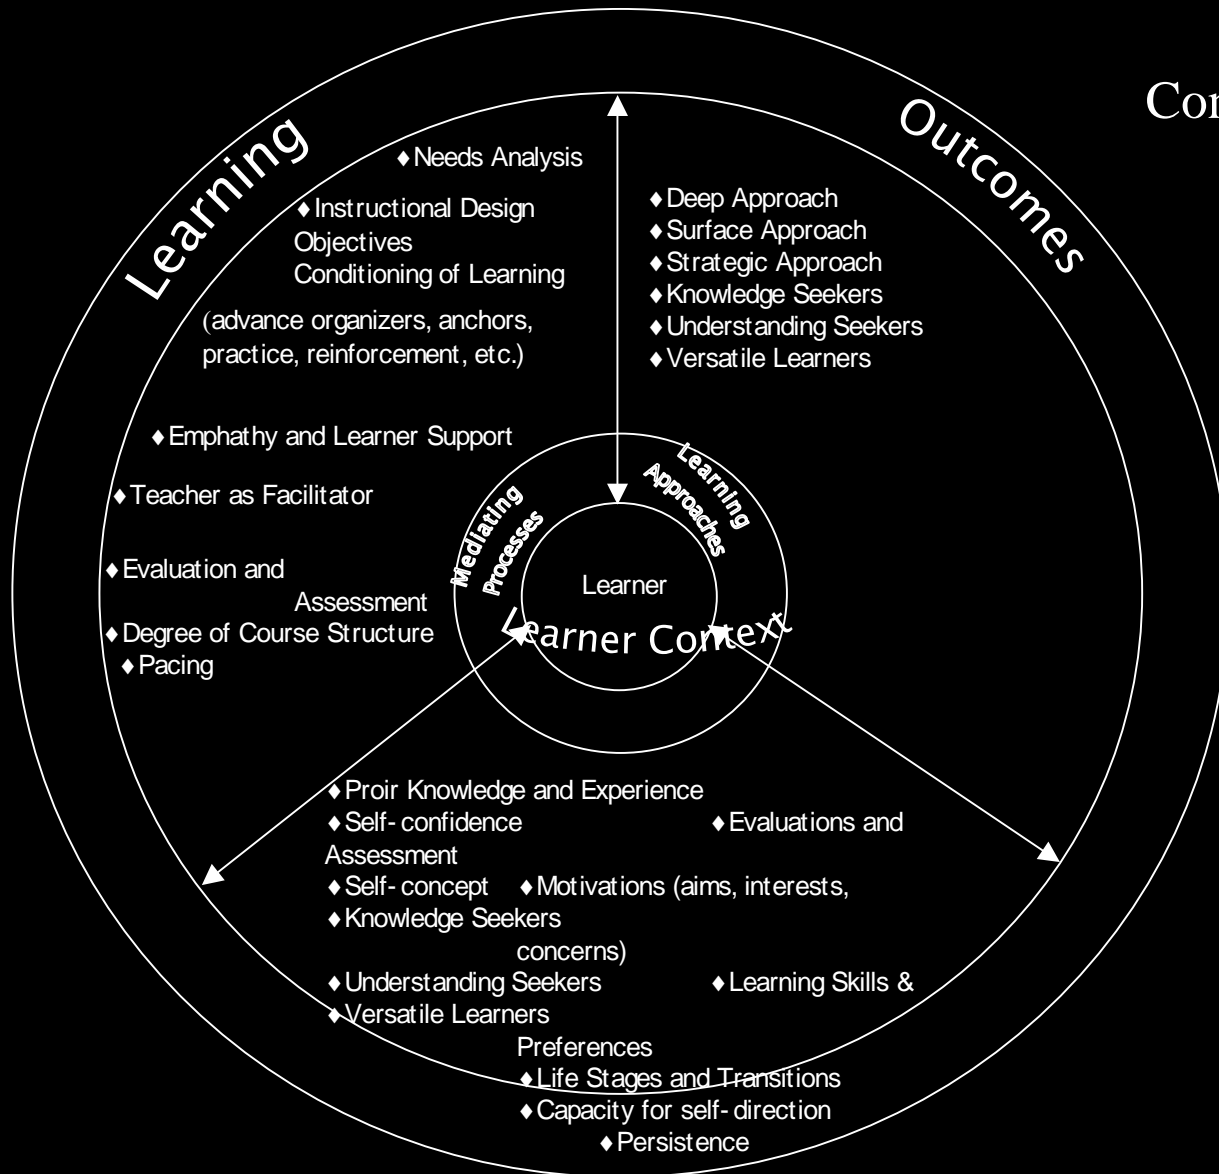 Learning
Outcomes
♦Needs Analysis
♦Instructional Design
Objectives
Conditioning of Learning
(advance organizers, anchors,
practice, reinforcement, etc.)
♦Emphathy and Learner Support
♦Teacher as Facilitator
♦Evaluation and
Assessment
♦Degree of Course Structure
♦Pacing
♦Deep Approach
♦Surface Approach
♦Strategic Approach
♦Knowledge Seekers
♦Understanding Seekers
♦Versatile Learners
Mediating
Processes
Learning
Approaches
Learner
Learner Context
♦Proir Knowledge and Experience
♦Self-confidence ♦Evaluations and
Assessment
♦Self-concept ♦Motivations (aims, interests,
♦Knowledge Seekers
concerns)
♦Understanding Seekers ♦Learning Skills &
♦Versatile Learners
Preferences
♦Life Stages and Transitions
♦Capacity for self-direction
♦Persistence